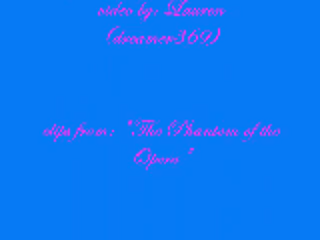 video by: Lauren
(dreamer369)
clips from: "The Phantom of the
Opera"